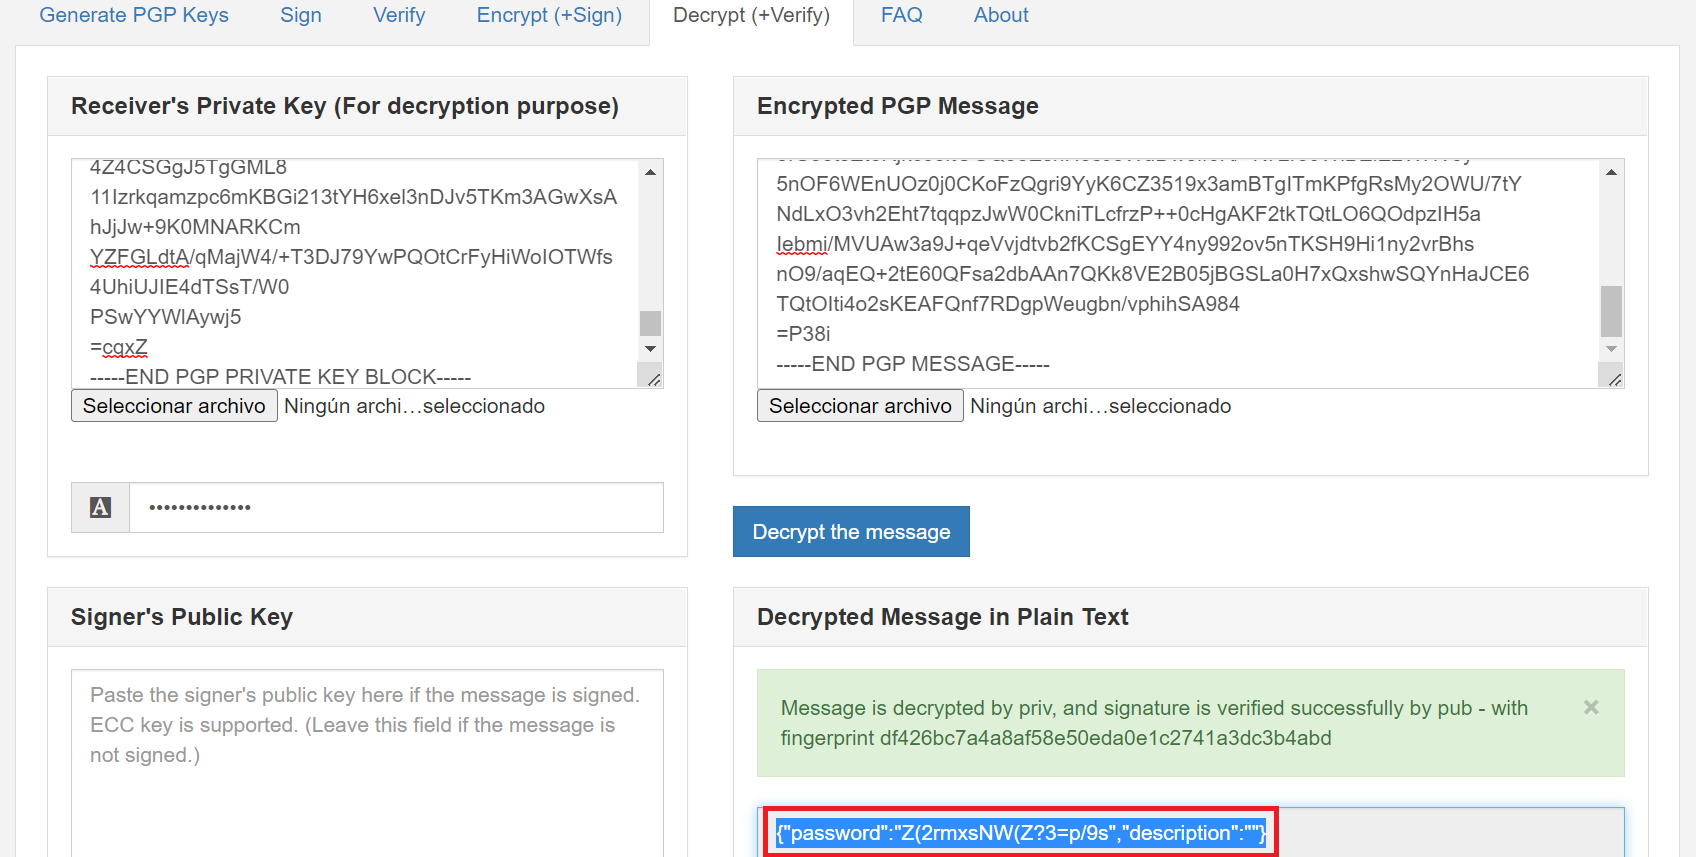 Generate PGP Keys Sign Verify Encrypt (+Sign) Decrypt (+Verify) FAQ About
Receiver's Private Key (For decryption purpose)
4Z4CSGgJ5TgGML8
11Izrkqamzpc6mKBGi213tYH6xel3nDJv5TKm3AGwXsA
hJjJw+9K0MNARKCm
YZFGLdtA/qMajW4/+T3DJ79YwPQOtCrFyHiWoIOTWfs
4UhiUJIE4dTSsT/W0
PSwYYWlAywj5
=cqxZ
-----END PGP PRIVATE KEY BLOCK-----
Seleccionar archivo Ningún archi…seleccionado
A ••••••••••••••
Encrypted PGP Message
5nOF6WEnUOz0j0CKoFzQgri9YyK6CZ3519x3amBTgITmKPfgRsMy2OWU/7tY
NdLxO3vh2Eht7tqqpzJwW0CkniTLcfrzP++0cHgAKF2tkTQtLO6QOdpzIH5a
Iebmi/MVUAw3a9J+qeVvjdtvb2fKCSgEYY4ny992ov5nTKSH9Hi1ny2vrBhs
nO9/aqEQ+2tE60QFsa2dbAAn7QKk8VE2B05jBGSLa0H7xQxshwSQYnHaJCE6
TQtOIti4o2sKEAFQnf7RDgpWeugbn/vphihSA984
=P38i
-----END PGP MESSAGE-----
Seleccionar archivo Ningún archi…seleccionado
Decrypt the message
Signer's Public Key
Paste the signer's public key here if the message is signed.
ECC key is supported. (Leave this field if the message is
not signed.)
Decrypted Message in Plain Text
Message is decrypted by priv, and signature is verified successfully by pub - with
fingerprint df426bc7a4a8af58e50eda0e1c2741a3dc3b4abd
×
{"password":"Z(2rmxsNW(Z?3=p/9s","description":""}